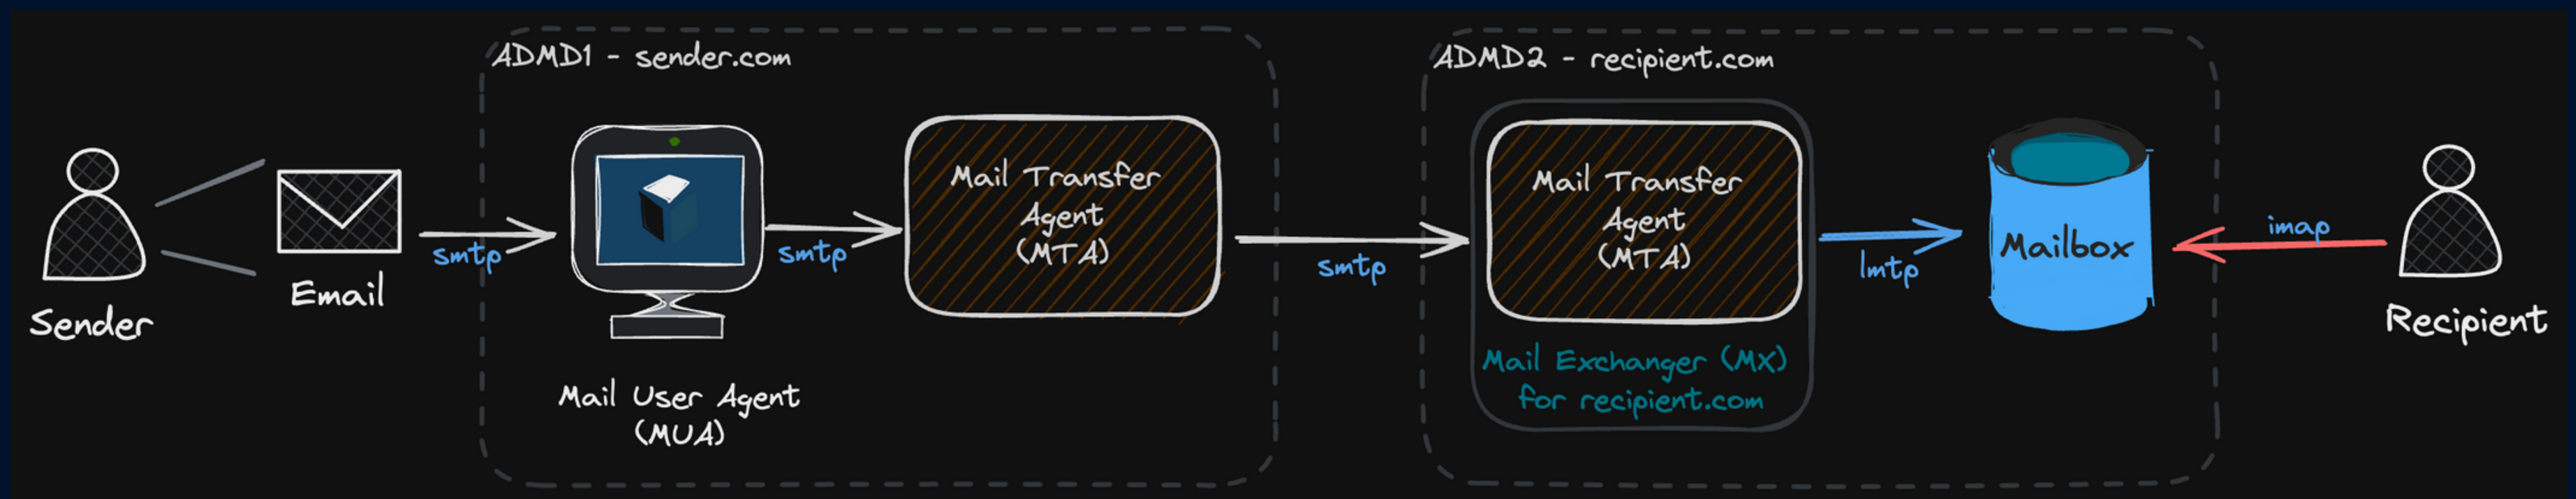 ADMD1 - sender.com
ADMD2 - recipient.com
Sender
Email
smtp
Mail User Agent
(MUA)
smtp
Mail Transfer
Agent
(MTA)
smtp
Mail Transfer
Agent
(MTA)
Mail Exchanger (MX)
for recipient.com
lmtp
Mailbox
imap
Recipient